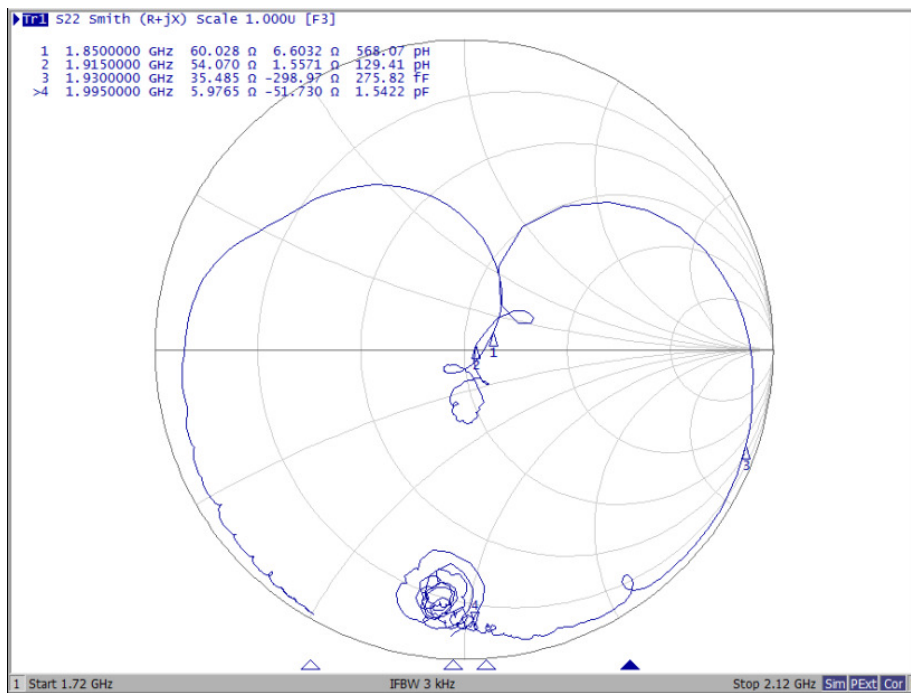 Tr1 S22 Smith (R+jX) Scale 1.000U [F3]
1 1.8500000 GHz 60.028 Ω 6.6032 Ω 568.07 pH
2 1.9150000 GHz 54.070 Ω 1.5571 Ω 129.41 pH
3 1.9300000 GHz 35.485 Ω -298.97 Ω 275.82 fF
>4 1.9950000 GHz 5.9765 Ω -51.730 Ω 1.5422 pF
1
2
3
4
1 Start 1.72 GHz IFBW 3 kHz Stop 2.12 GHz Sim PExt Cor